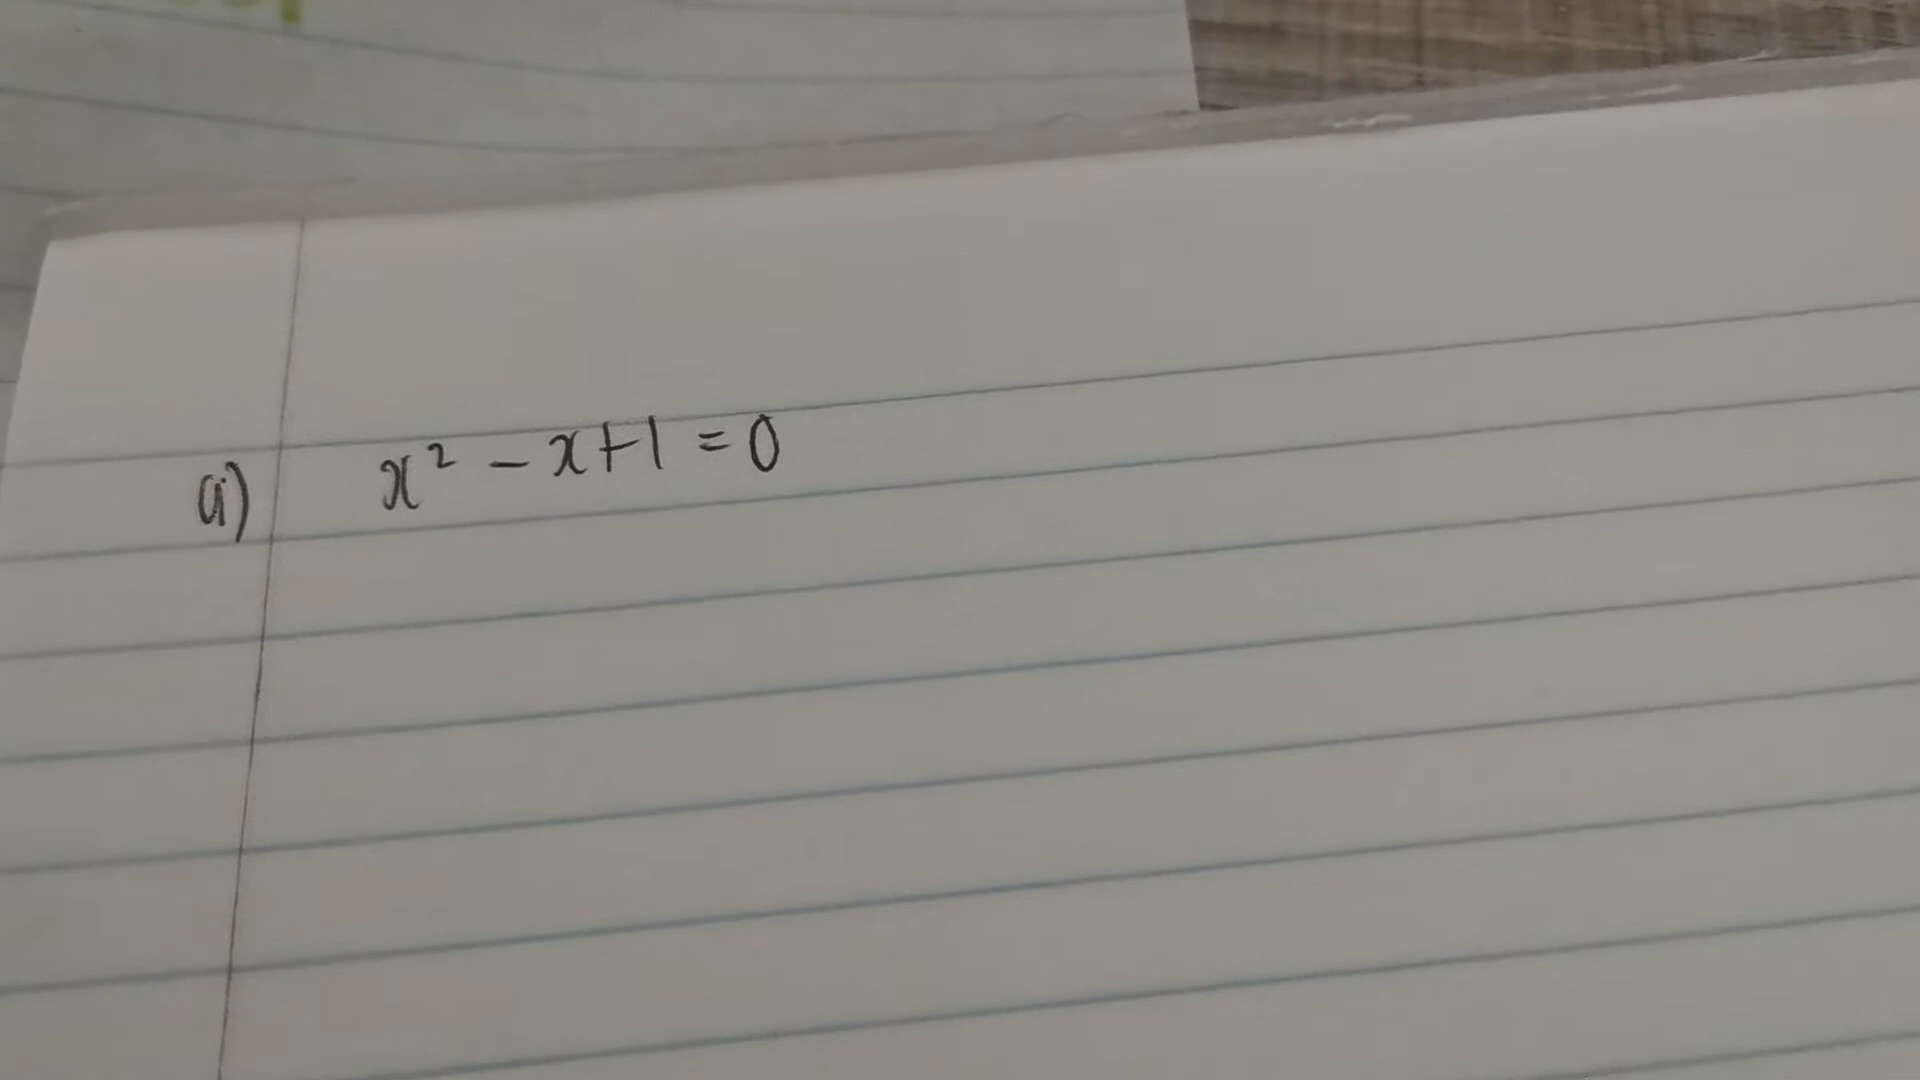 a) x² - x + 1 = 0